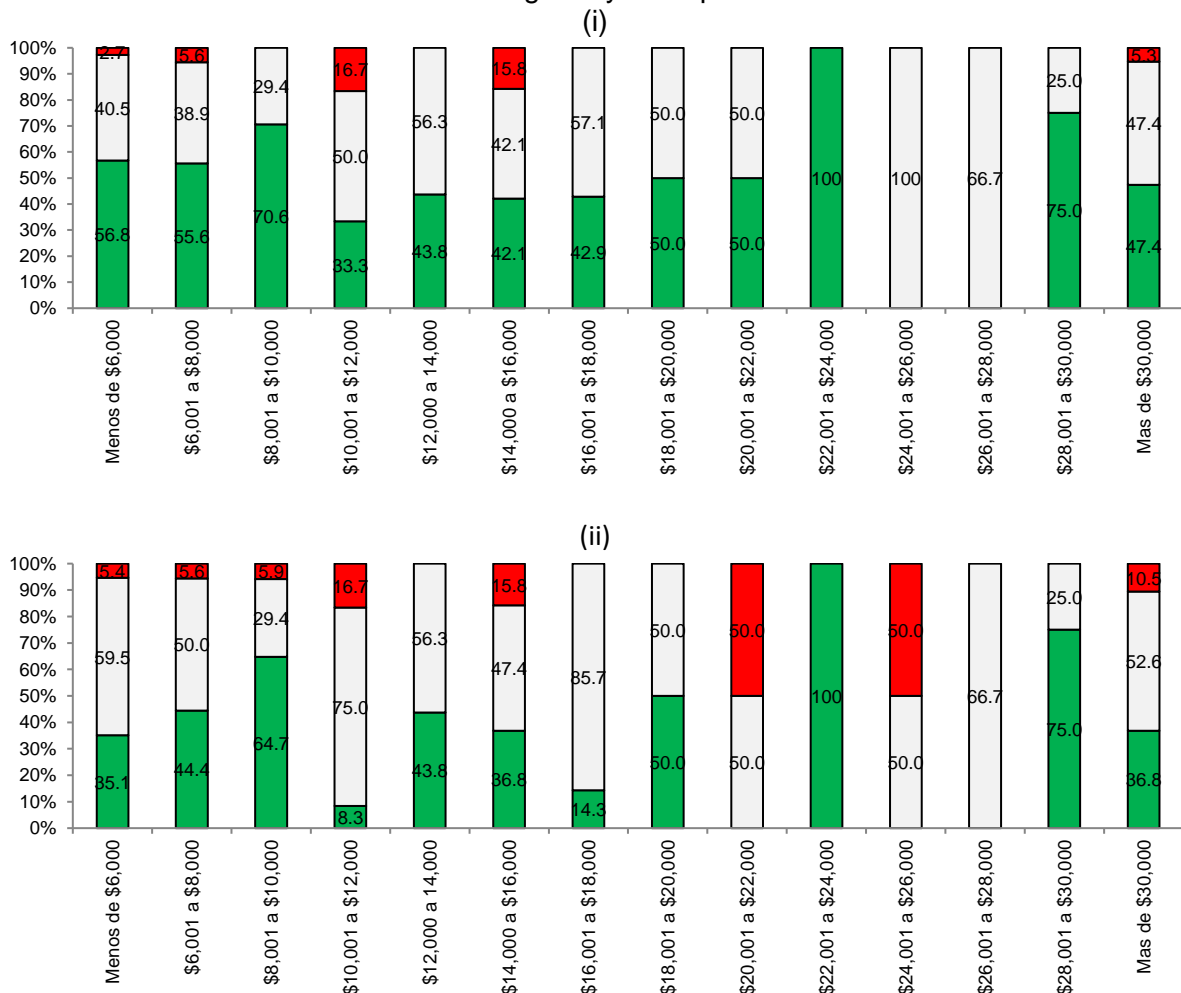 (i)
100%
90%
80%
70%
60%
50%
40%
30%
20%
10%
0%
2.7
5.6
16.7
15.8
5.3
40.5
38.9
29.4
50.0
56.3
42.1
57.1
50.0
50.0
100
66.7
25.0
47.4
56.8
55.6
70.6
33.3
43.8
42.1
42.9
50.0
50.0
100
75.0
47.4
Menos de $6,000
$6,001 a $8,000
$8,001 a $10,000
$10,001 a $12,000
$12,000 a 14,000
$14,000 a $16,000
$16,001 a $18,000
$18,001 a $20,000
$20,001 a $22,000
$22,001 a $24,000
$24,001 a $26,000
$26,001 a $28,000
$28,001 a $30,000
Mas de $30,000
(ii)
100%
90%
80%
70%
60%
50%
40%
30%
20%
10%
0%
5.4
5.6
5.9
16.7
15.8
50.0
50.0
10.5
59.5
50.0
29.4
75.0
56.3
47.4
85.7
50.0
50.0
50.0
66.7
25.0
52.6
35.1
44.4
64.7
8.3
43.8
36.8
14.3
50.0
100
75.0
36.8
Menos de $6,000
$6,001 a $8,000
$8,001 a $10,000
$10,001 a $12,000
$12,000 a 14,000
$14,000 a $16,000
$16,001 a $18,000
$18,001 a $20,000
$20,001 a $22,000
$22,001 a $24,000
$24,001 a $26,000
$26,001 a $28,000
$28,001 a $30,000
Mas de $30,000